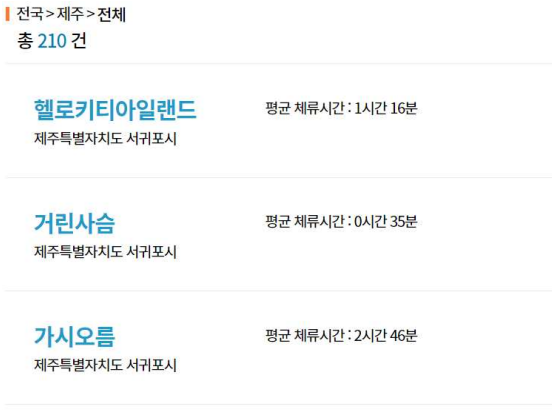 전국 > 제주 > 전체
총 210 건
헬로키티아일랜드
평균 체류시간 : 1시간 16분
제주특별자치도 서귀포시
거린사슴
평균 체류시간 : 0시간 35분
제주특별자치도 서귀포시
가시오름
평균 체류시간 : 2시간 46분
제주특별자치도 서귀포시